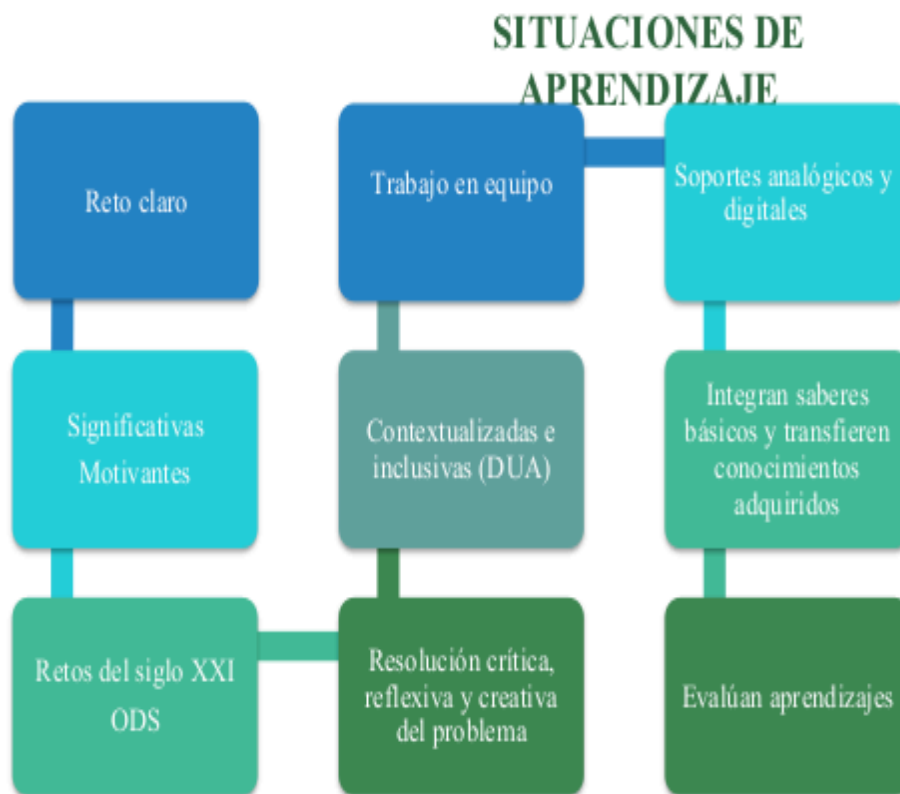 SITUACIONES DE
APRENDIZAJE
Reto claro
Significativas
Motivantes
Retos del siglo XXI
ODS
Resolución crítica,
reflexiva y creativa
del problema
Contextualizadas e
inclusivas (DUA)
Trabajo en equipo
Soportes analógicos y
digitales
Integran saberes
básicos y transfieren
conocimientos
adquiridos
Evalúan aprendizajes